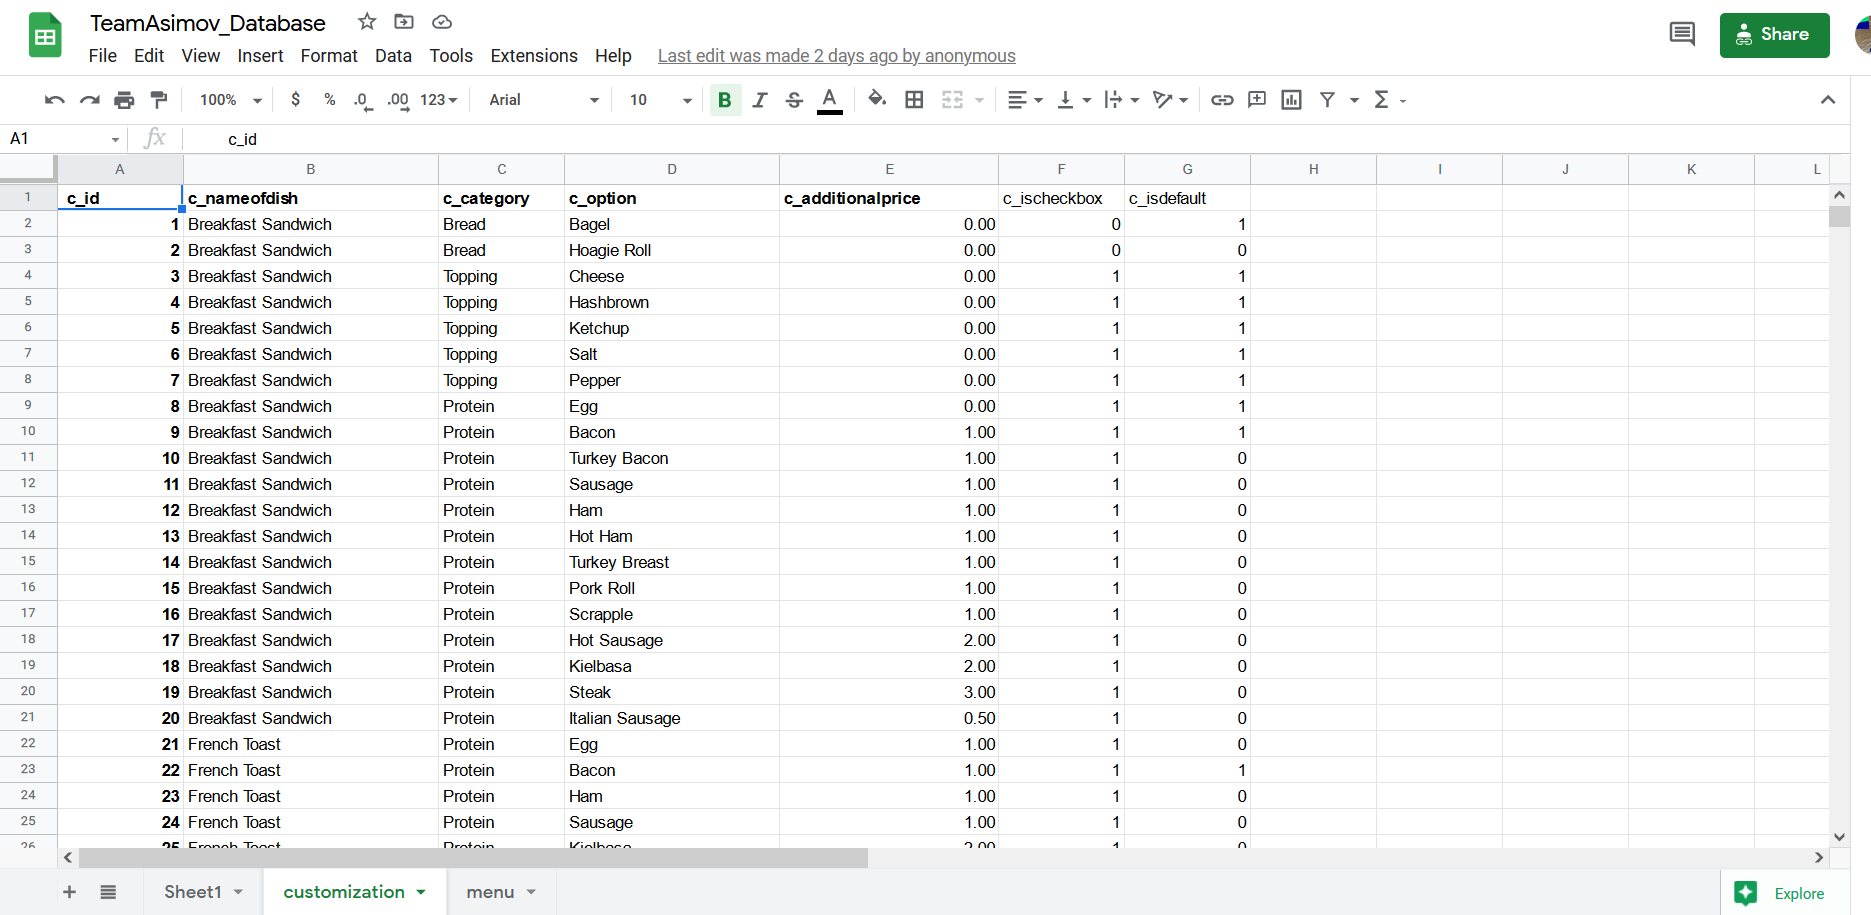 TeamAsimov_Database
File Edit View Insert Format Data Tools Extensions Help Last edit was made 2 days ago by anonymous
Share
100% $ % .0 .00 123 Arial 10 B I S A Σ
A1 fx c_id
A B C D E F G H I J K L
1 c_id c_nameofdish c_category c_option c_additionalprice c_ischeckbox c_isdefault
2 1 Breakfast Sandwich Bread Bagel 0.00 0 1
3 2 Breakfast Sandwich Bread Hoagie Roll 0.00 0 0
4 3 Breakfast Sandwich Topping Cheese 0.00 1 1
5 4 Breakfast Sandwich Topping Hashbrown 0.00 1 1
6 5 Breakfast Sandwich Topping Ketchup 0.00 1 1
7 6 Breakfast Sandwich Topping Salt 0.00 1 1
8 7 Breakfast Sandwich Topping Pepper 0.00 1 1
9 8 Breakfast Sandwich Protein Egg 0.00 1 1
10 9 Breakfast Sandwich Protein Bacon 1.00 1 1
11 10 Breakfast Sandwich Protein Turkey Bacon 1.00 1 0
12 11 Breakfast Sandwich Protein Sausage 1.00 1 0
13 12 Breakfast Sandwich Protein Ham 1.00 1 0
14 13 Breakfast Sandwich Protein Hot Ham 1.00 1 0
15 14 Breakfast Sandwich Protein Turkey Breast 1.00 1 0
16 15 Breakfast Sandwich Protein Pork Roll 1.00 1 0
17 16 Breakfast Sandwich Protein Scrapple 1.00 1 0
18 17 Breakfast Sandwich Protein Hot Sausage 2.00 1 0
19 18 Breakfast Sandwich Protein Kielbasa 2.00 1 0
20 19 Breakfast Sandwich Protein Steak 3.00 1 0
21 20 Breakfast Sandwich Protein Italian Sausage 0.50 1 0
22 21 French Toast Protein Egg 1.00 1 0
23 22 French Toast Protein Bacon 1.00 1 1
24 23 French Toast Protein Ham 1.00 1 0
25 24 French Toast Protein Sausage 1.00 1 0
26 25 French Toast Protein Kielbasa 2.00 1 0
Sheet1 customization menu Explore